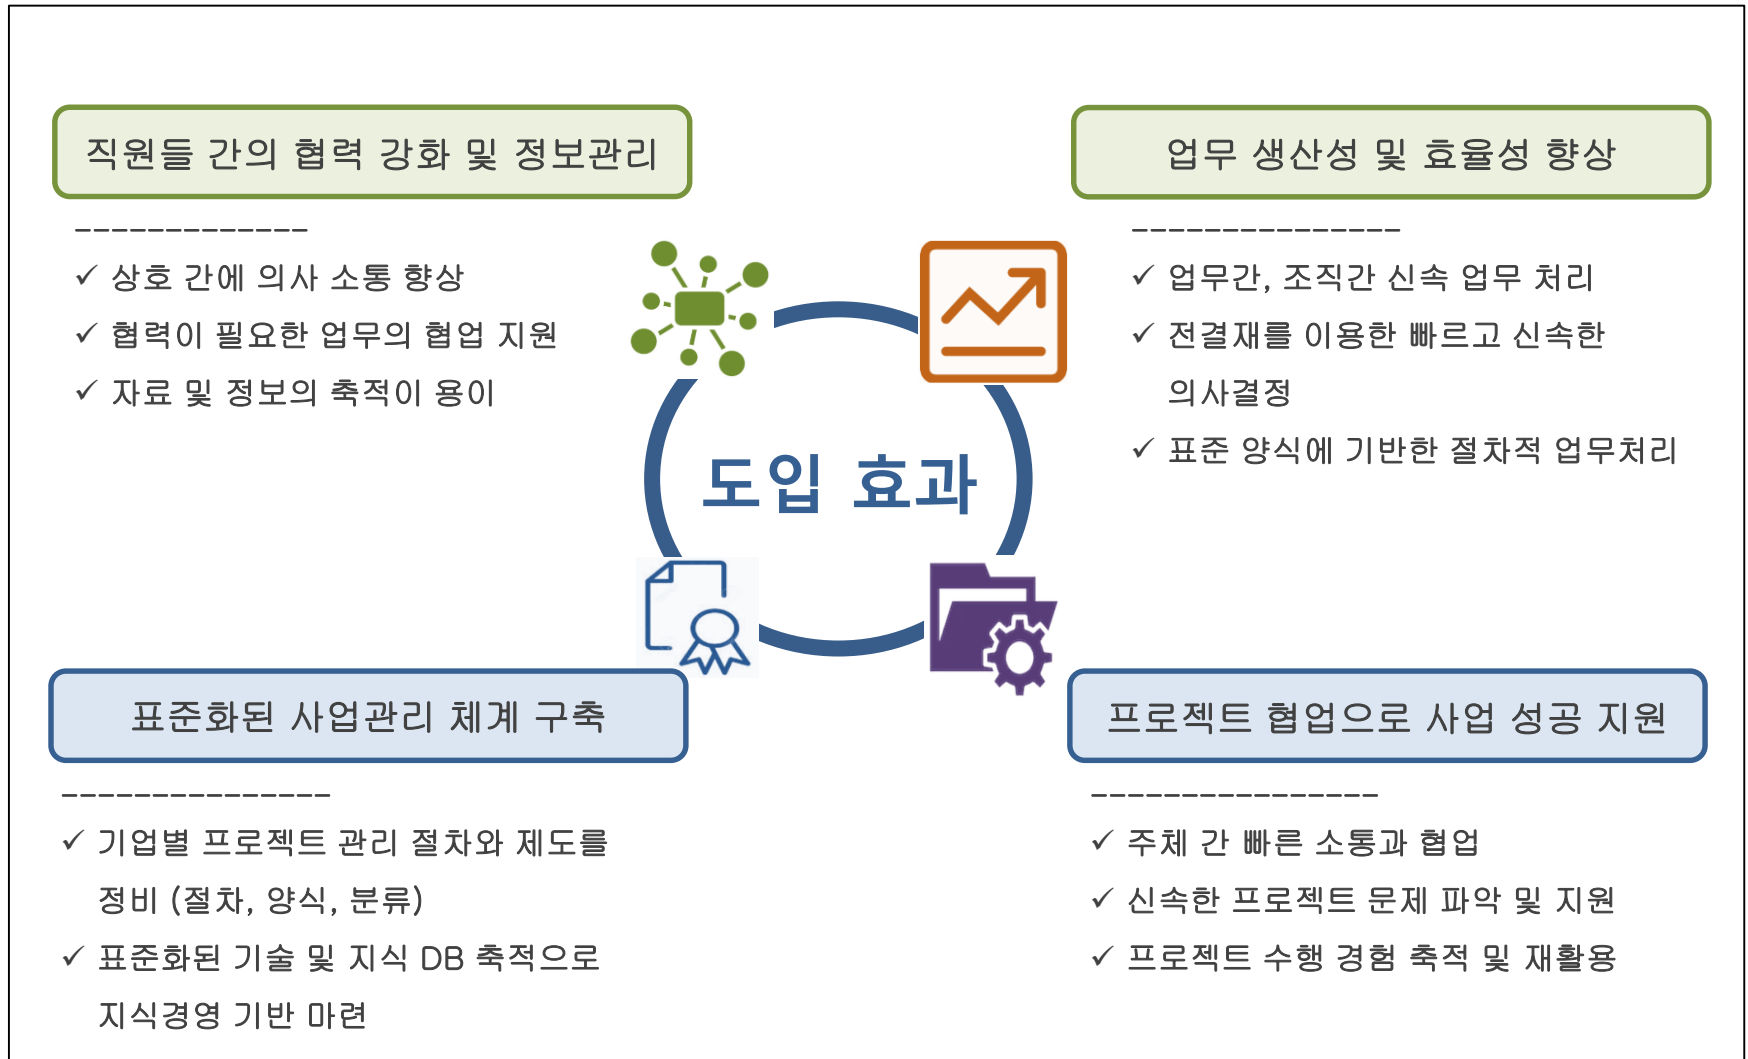 직원들 간의 협력 강화 및 정보관리
-------------
✓ 상호 간에 의사 소통 향상
✓ 협력이 필요한 업무의 협업 지원
✓ 자료 및 정보의 축적이 용이
업무 생산성 및 효율성 향상
---------------
✓ 업무간, 조직간 신속 업무 처리
✓ 전결재를 이용한 빠르고 신속한
의사결정
✓ 표준 양식에 기반한 절차적 업무처리
도입 효과
표준화된 사업관리 체계 구축
---------------
✓ 기업별 프로젝트 관리 절차와 제도를
정비 (절차, 양식, 분류)
✓ 표준화된 기술 및 지식 DB 축적으로
지식경영 기반 마련
프로젝트 협업으로 사업 성공 지원
----------------
✓ 주체 간 빠른 소통과 협업
✓ 신속한 프로젝트 문제 파악 및 지원
✓ 프로젝트 수행 경험 축적 및 재활용